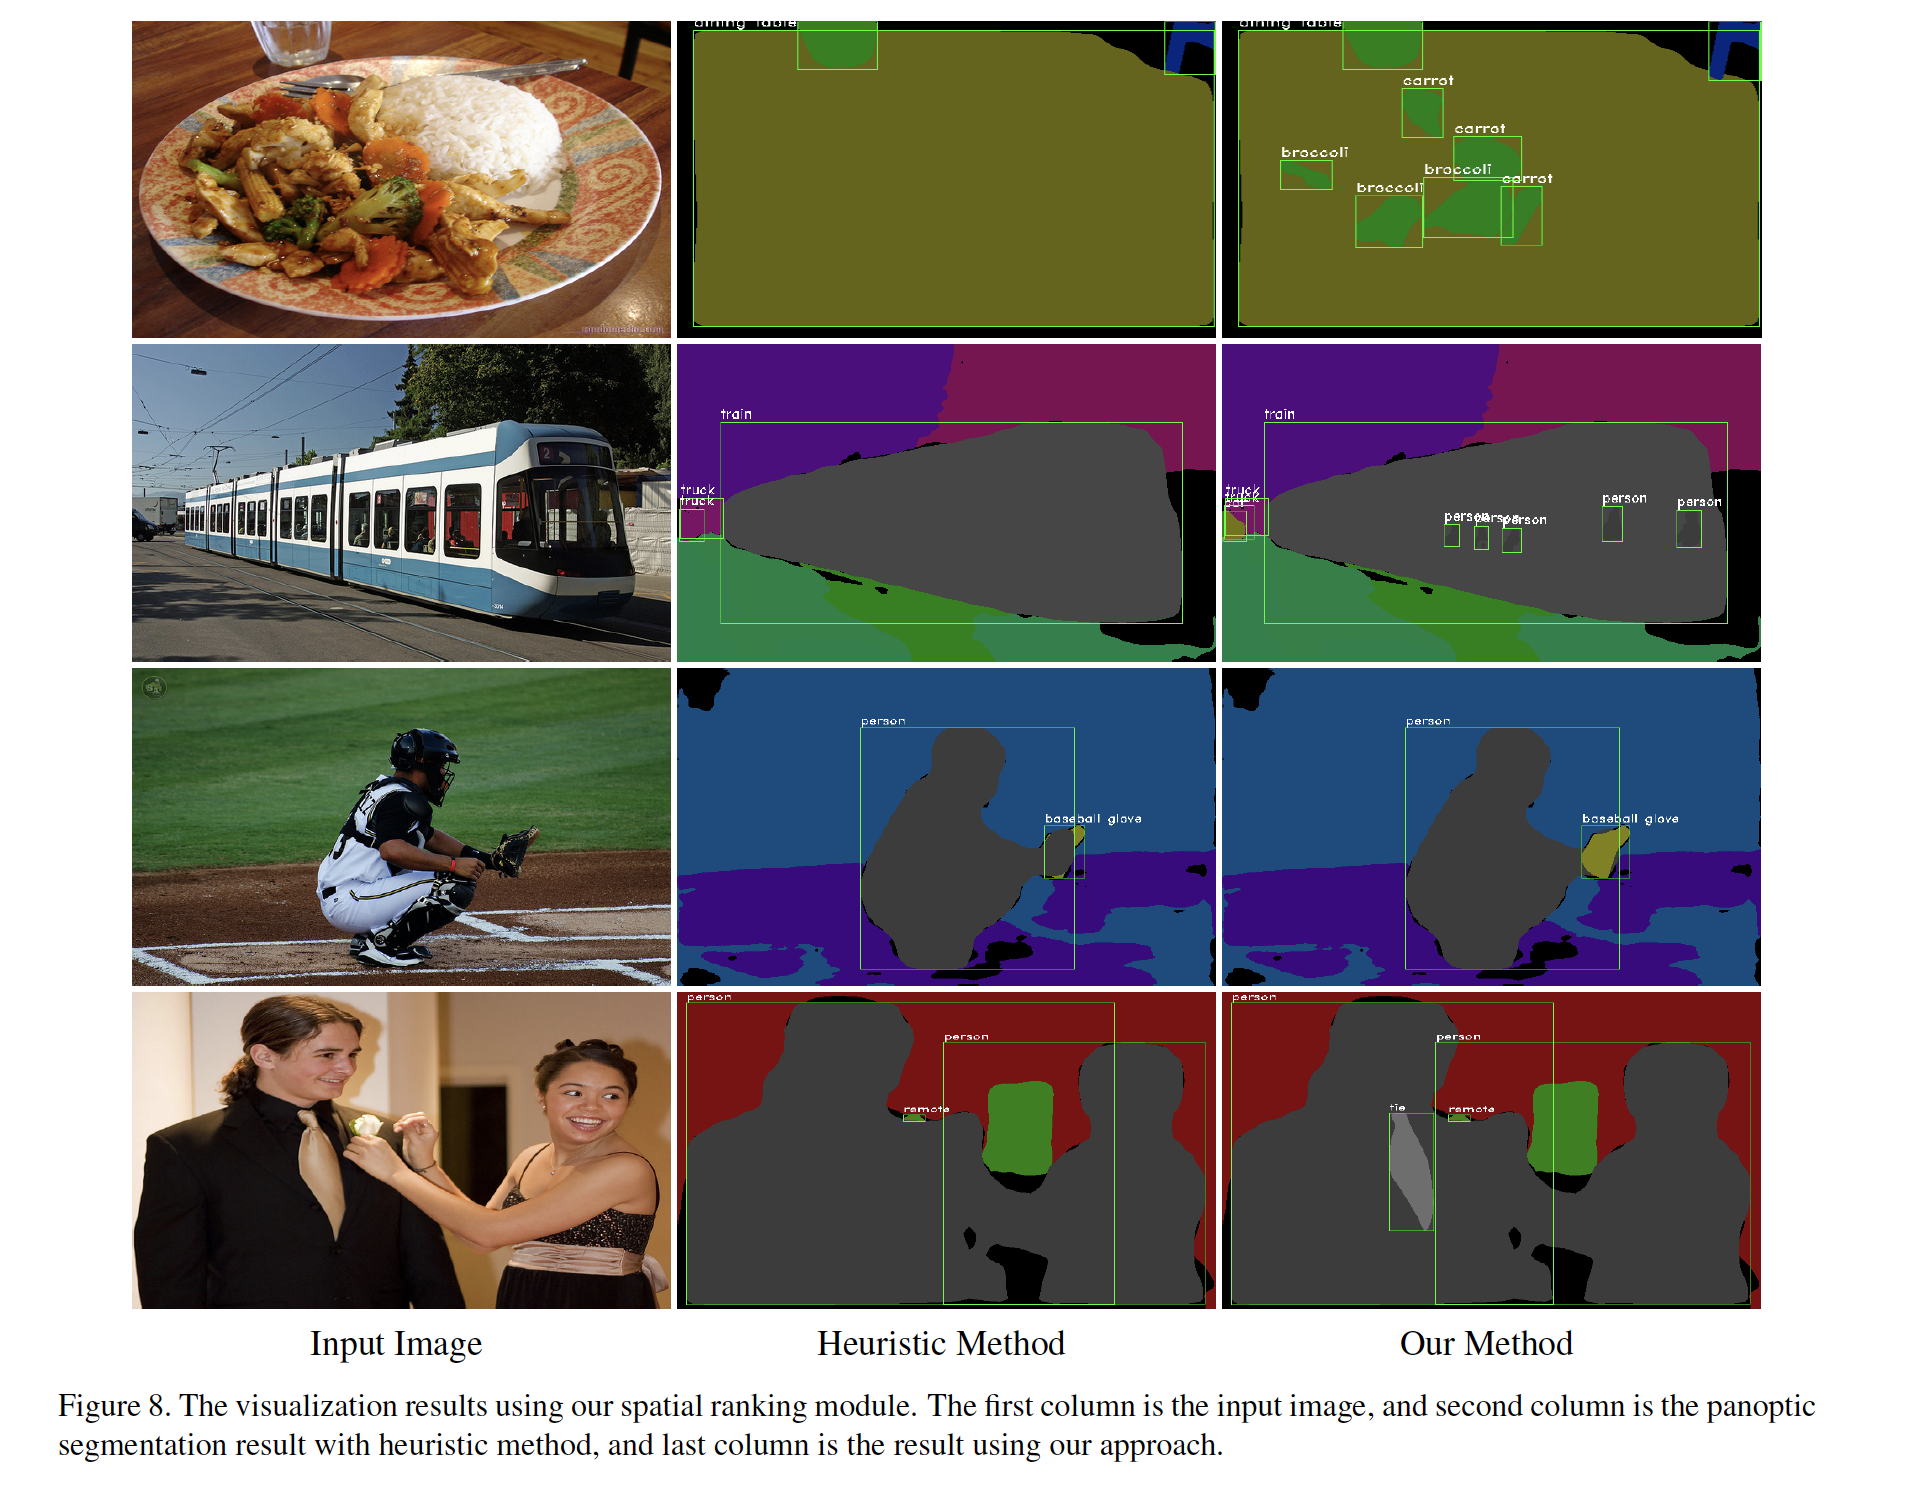 dining table
dining table
carrot
carrot
broccoli
broccoli
broccoli
carrot
2
train
truck
truck
train
truck
person
person
person
person
person
person
baseball glove
person
baseball glove
person
person
remote
person
person
tie
remote
Input Image
Heuristic Method
Our Method
Figure 8. The visualization results using our spatial ranking module. The first column is the input image, and second column is the panoptic
segmentation result with heuristic method, and last column is the result using our approach.